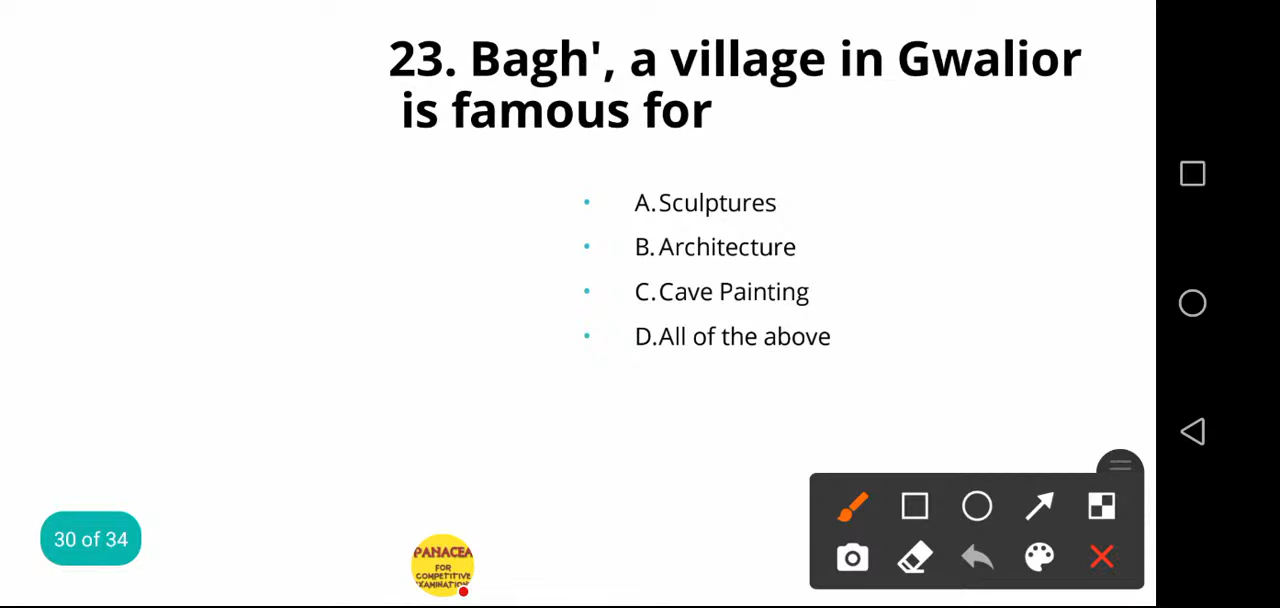 23. Bagh', a village in Gwalior
is famous for
• A.Sculptures
• B.Architecture
• C.Cave Painting
• D.All of the above
30 of 34
PANACEA
FOR
COMPETITIVE